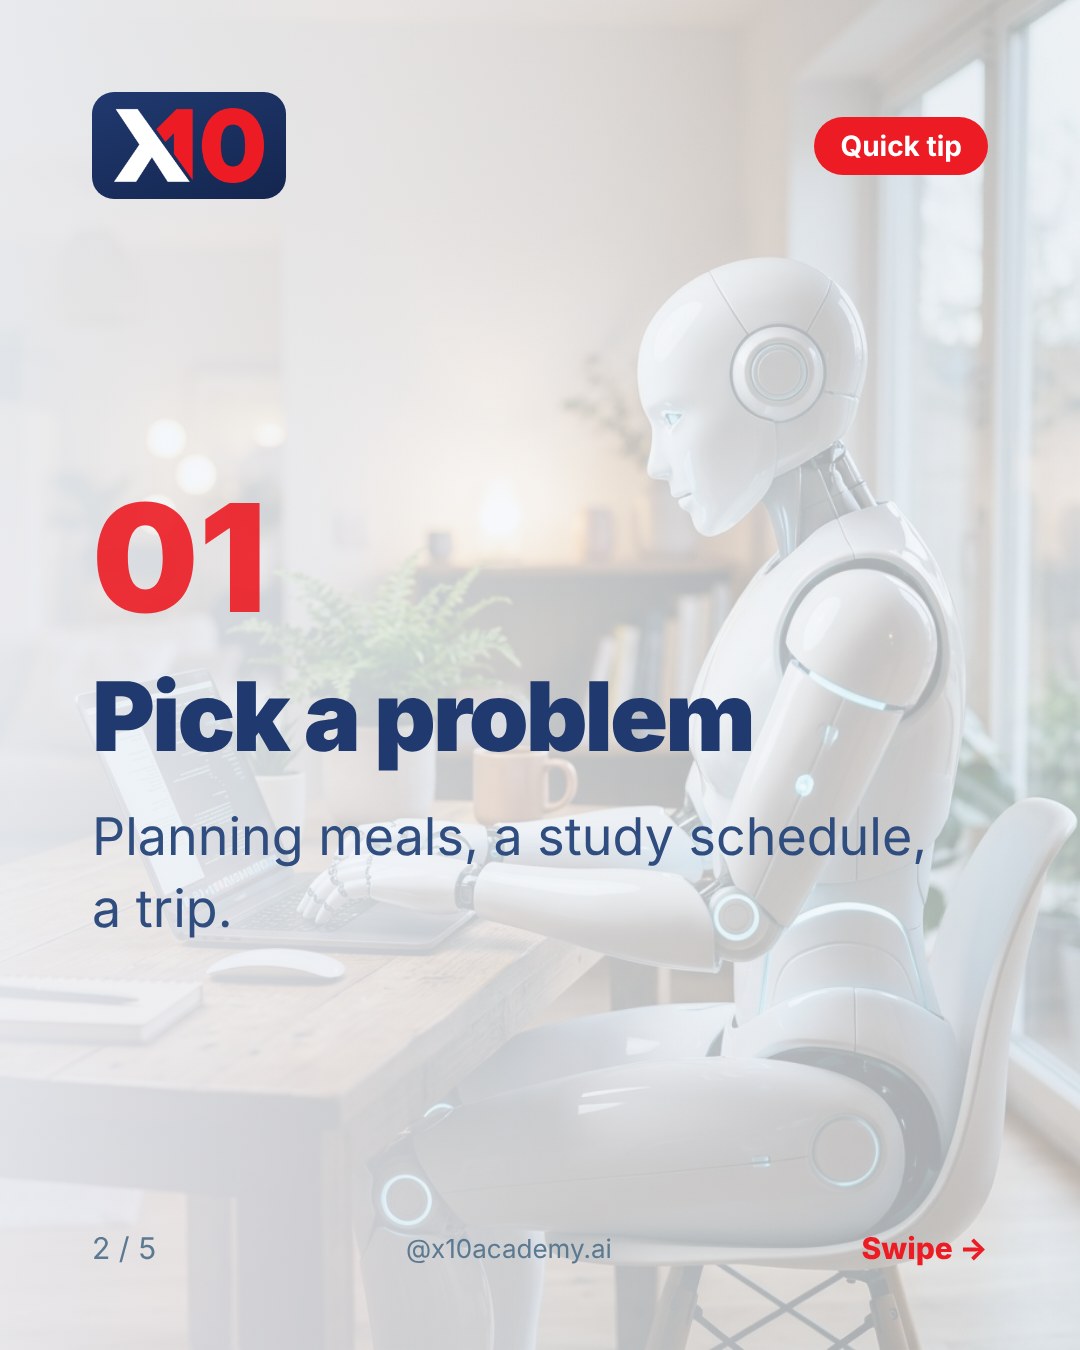 X10
Quick tip
01
Pick a problem
Planning meals, a study schedule,
a trip.
2 / 5
@x10academy.ai
Swipe →